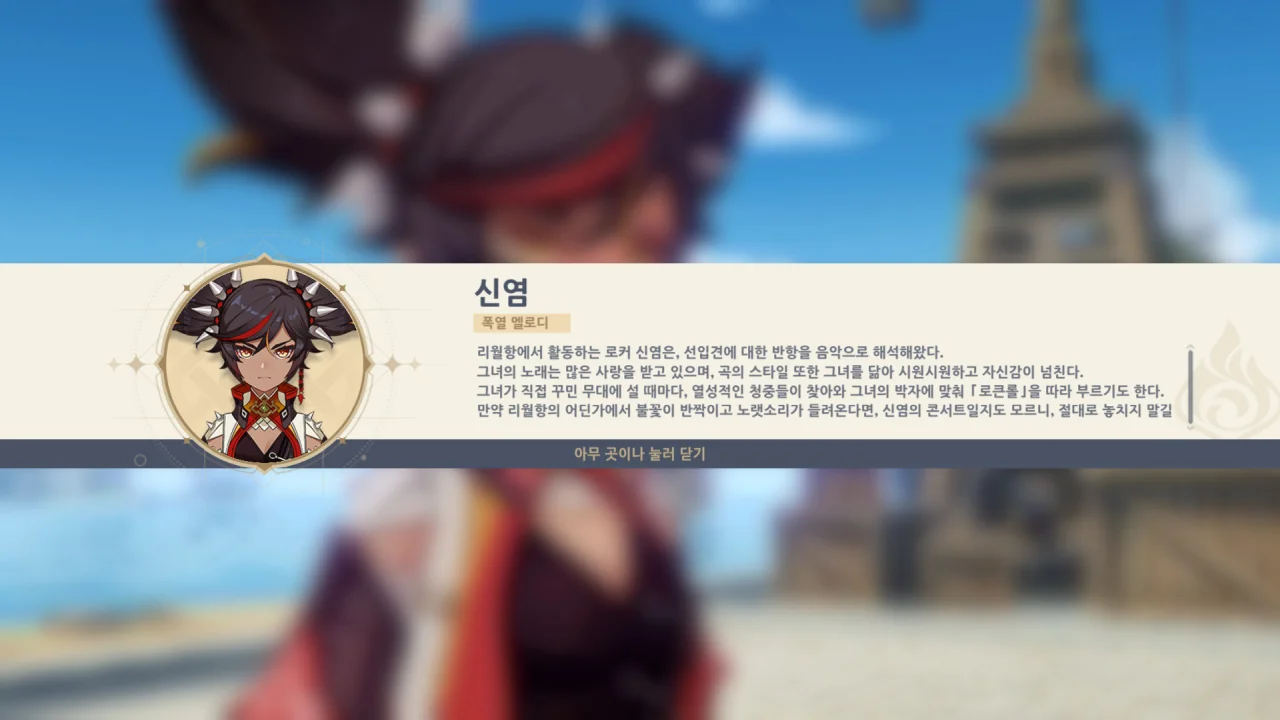 신염
폭열 멜로디
리월항에서 활동하는 로커 신염은, 선입견에 대한 반항을 음악으로 해석해왔다.
그녀의 노래는 많은 사랑을 받고 있으며, 곡의 스타일 또한 그녀를 닮아 시원시원하고 자신감이 넘친다.
그녀가 직접 꾸민 무대에 설 때마다, 열성적인 청중들이 찾아와 그녀의 박자에 맞춰 「로큰롤」을 따라 부르기도 한다.
만약 리월항의 어딘가에서 불꽃이 반짝이고 노랫소리가 들려온다면, 신염의 콘서트일지도 모르니, 절대로 놓치지 말길
아무 곳이나 눌러 닫기